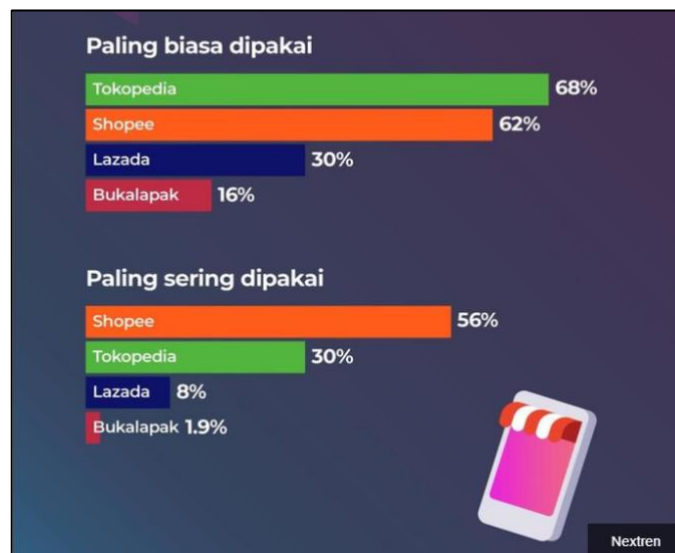 Paling biasa dipakai
Tokopedia 68%
Shopee 62%
Lazada 30%
Bukalapak 16%
Paling sering dipakai
Shopee 56%
Tokopedia 30%
Lazada 8%
Bukalapak 1.9%
Nextren